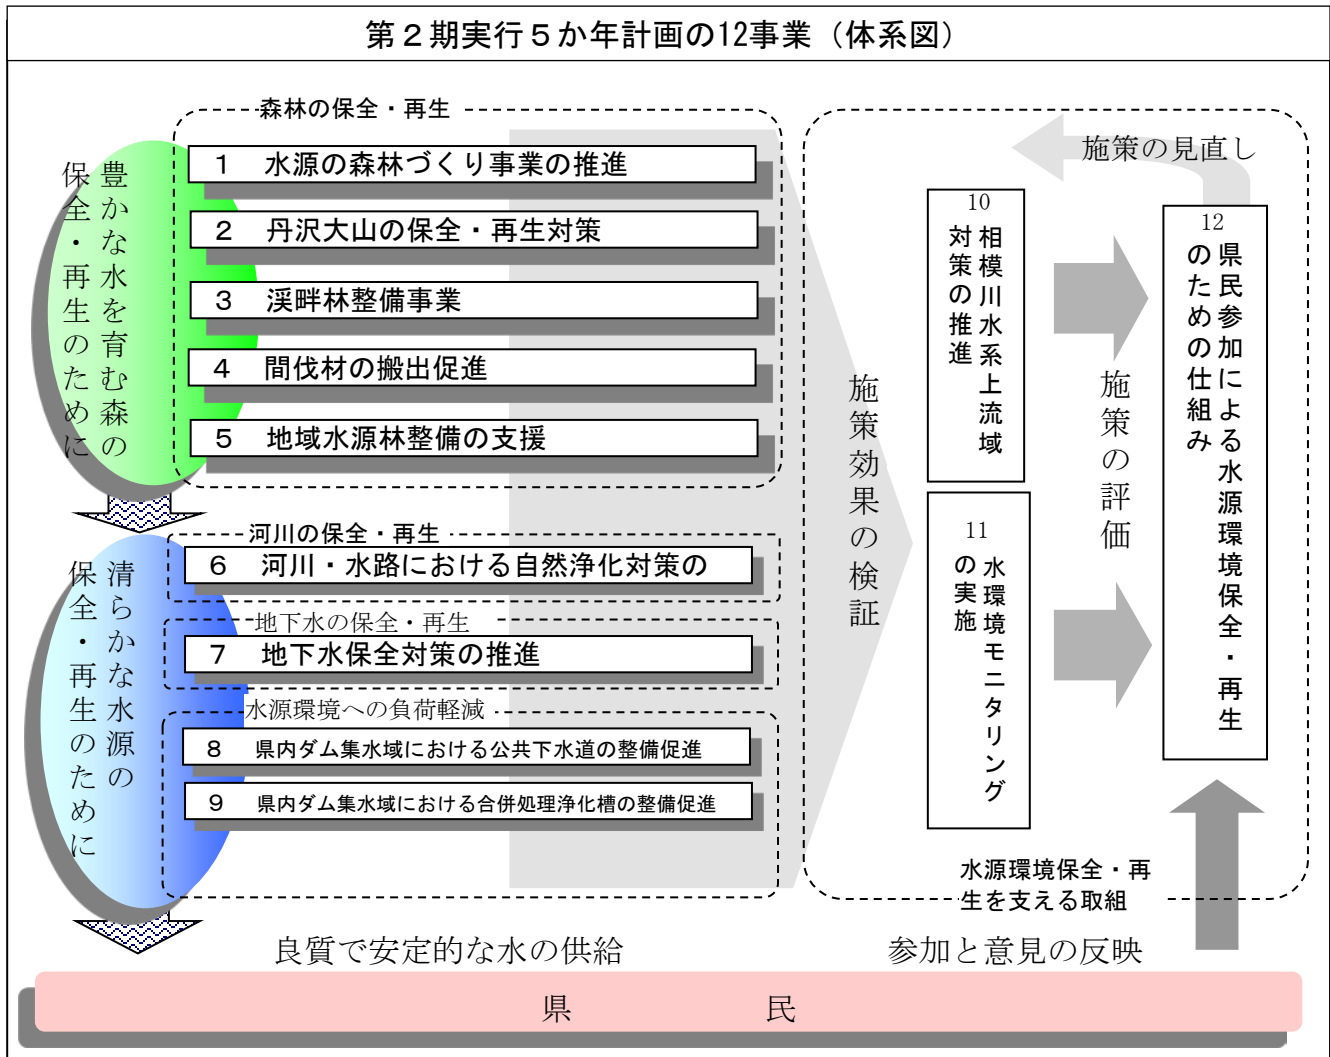 第２期実行５か年計画の12事業（体系図）
森林の保全・再生
豊かな水を育む森の
保全・再生のために
1 水源の森林づくり事業の推進
2 丹沢大山の保全・再生対策
3 渓畔林整備事業
4 間伐材の搬出促進
5 地域水源林整備の支援
清らかな水源の
保全・再生のために
河川の保全・再生
6 河川・水路における自然浄化対策の
地下水の保全・再生
7 地下水保全対策の推進
水源環境への負荷軽減
8 県内ダム集水域における公共下水道の整備促進
9 県内ダム集水域における合併処理浄化槽の整備促進
施策効果の検証
10
相模川水系上流域
対策の推進
11
水環境モニタリング
の実施
施策の評価
施策の見直し
12
県民参加による水源環境保全・再生
のための仕組み
水源環境保全・再
生を支える取組
良質で安定的な水の供給
参加と意見の反映
県 民